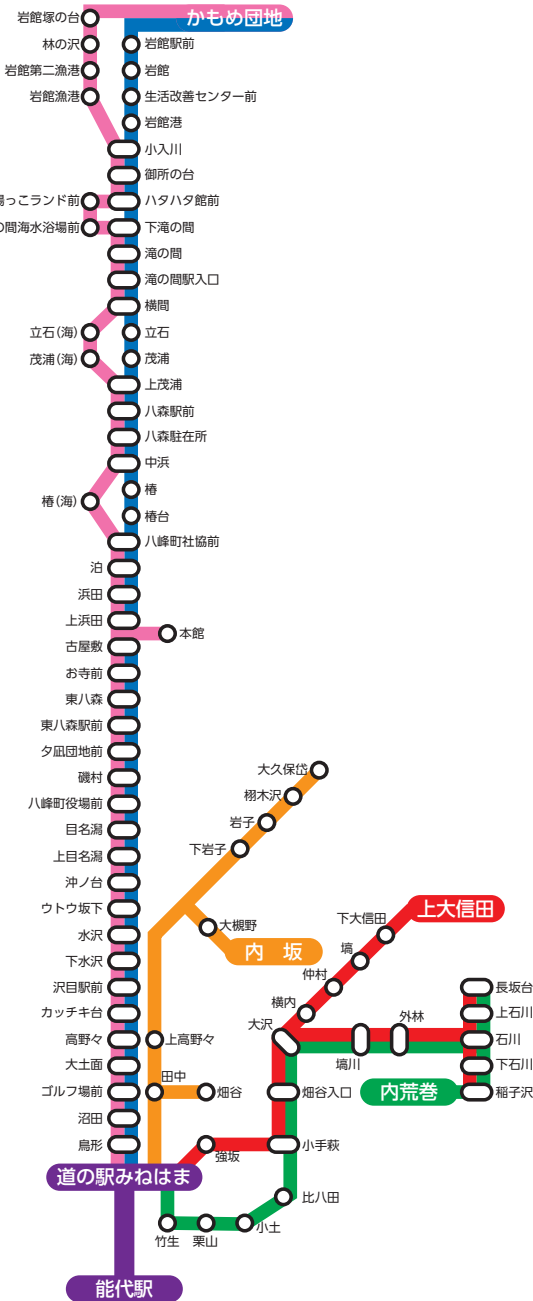 かもめ団地
岩館塚の台
林の沢
岩館第二漁港
岩館漁港
岩館駅前
岩館
生活改善センター前
岩館港
小入川
御所の台
湯っこランド前
ハタハタ館前
の間海水浴場前
下滝の間
滝の間
滝の間駅入口
横間
立石(海)
立石
茂浦(海)
茂浦
上茂浦
八森駅前
八森駐在所
中浜
椿
椿(海)
椿台
八峰町社協前
泊
浜田
上浜田
本館
古屋敷
お寺前
東八森
東八森駅前
夕凪団地前
磯村
八峰町役場前
目名潟
上目名潟
沖ノ台
ウトウ坂下
水沢
下水沢
沢目駅前
カッチキ台
高野々
大土面
ゴルフ場前
沼田
鳥形
道の駅みねはま
能代駅
大久保岱
栩木沢
岩子
下岩子
大槻野
内 坂
上高野々
田中
畑谷
上大信田
下大信田
塙
仲村
横内
大沢
塙川
外林
長坂台
上石川
石川
下石川
稲子沢
内荒巻
畑谷入口
小手萩
強坂
比八田
小土
栗山
竹生